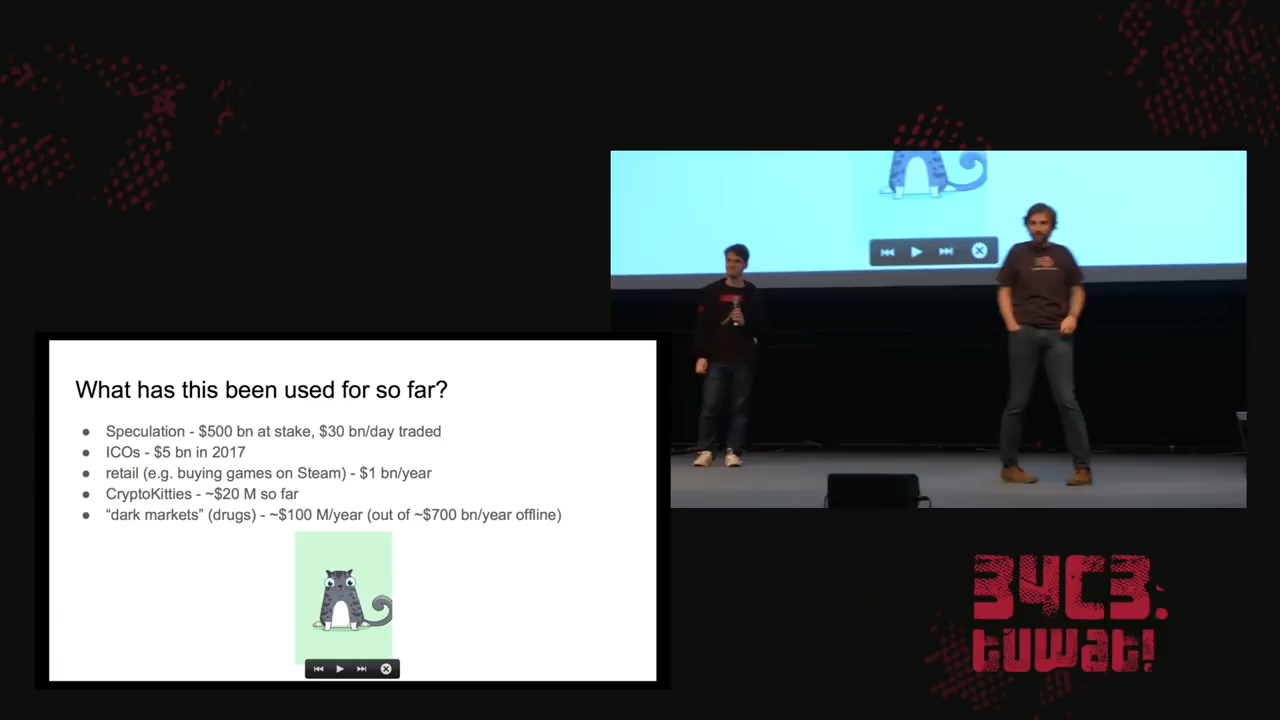 What has this been used for so far?
● Speculation - $500 bn at stake, $30 bn/day traded
● ICOs - $5 bn in 2017
● retail (e.g. buying games on Steam) - $1 bn/year
● CryptoKitties - ~$20 M so far
● “dark markets” (drugs) - ~$100 M/year (out of ~$700 bn/year offline)
34C3.
tuwat!